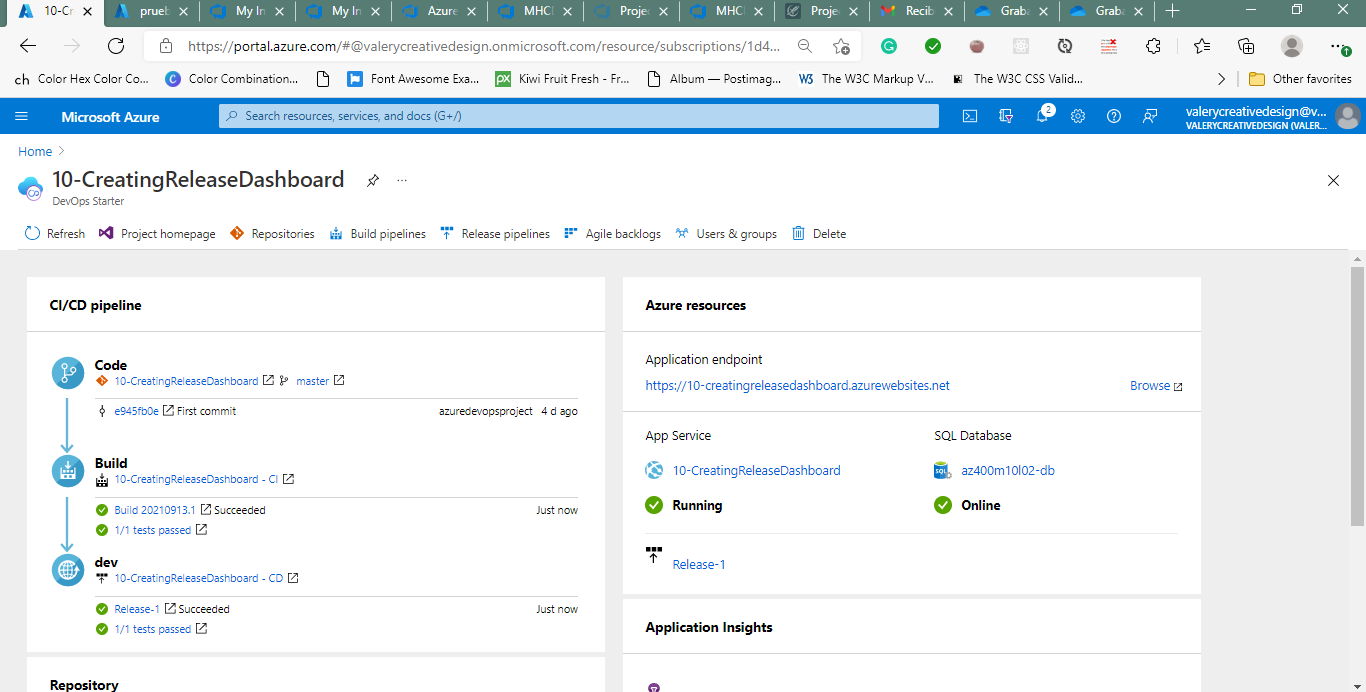 10-Cr
prueb
My In
My In
Azure
MHCL
Proje
MHCL
Proje
Recib
Graba
Graba
https://portal.azure.com/#@valerycreativedesign.onmicrosoft.com/resource/subscriptions/1d4...
ch Color Hex Color Co...
Color Combination...
Font Awesome Exa...
Kiwi Fruit Fresh - Fr...
Album — Postimag...
The W3C Markup V...
The W3C CSS Valid...
Other favorites
Microsoft Azure
Search resources, services, and docs (G+/)
2
valerycreativedesign@v...
VALERYCREATIVEDESIGN (VALER...
Home
10-CreatingReleaseDashboard
...
DevOps Starter
Refresh
Project homepage
Repositories
Build pipelines
Release pipelines
Agile backlogs
Users & groups
Delete
CI/CD pipeline
Code
10-CreatingReleaseDashboard
master
e945fb0e First commit
azuredevopsproject 4 d ago
Build
10-CreatingReleaseDashboard - CI
Build 20210913.1 Succeeded
Just now
1/1 tests passed
dev
10-CreatingReleaseDashboard - CD
Release-1 Succeeded
Just now
1/1 tests passed
Repository
Azure resources
Application endpoint
https://10-creatingreleasedashboard.azurewebsites.net
Browse
App Service
10-CreatingReleaseDashboard
Running
SQL Database
az400m10l02-db
Online
Release-1
Application Insights